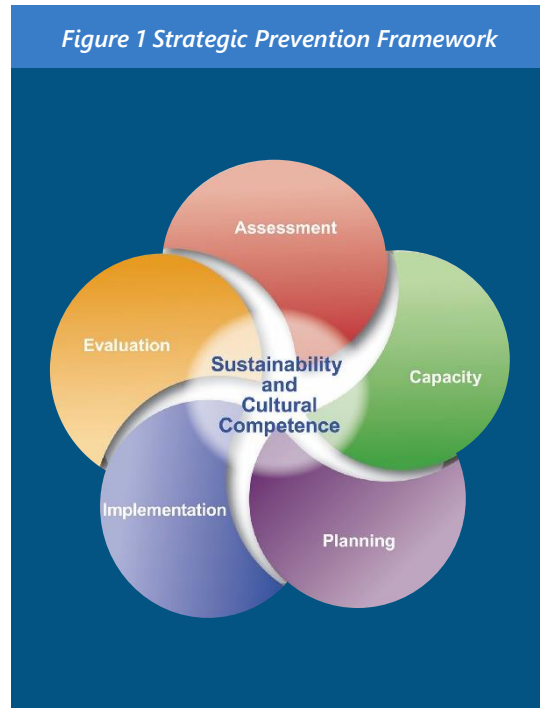 Figure 1 Strategic Prevention Framework
Assessment
Evaluation
Capacity
Sustainability
and
Cultural
Competence
Implementation
Planning